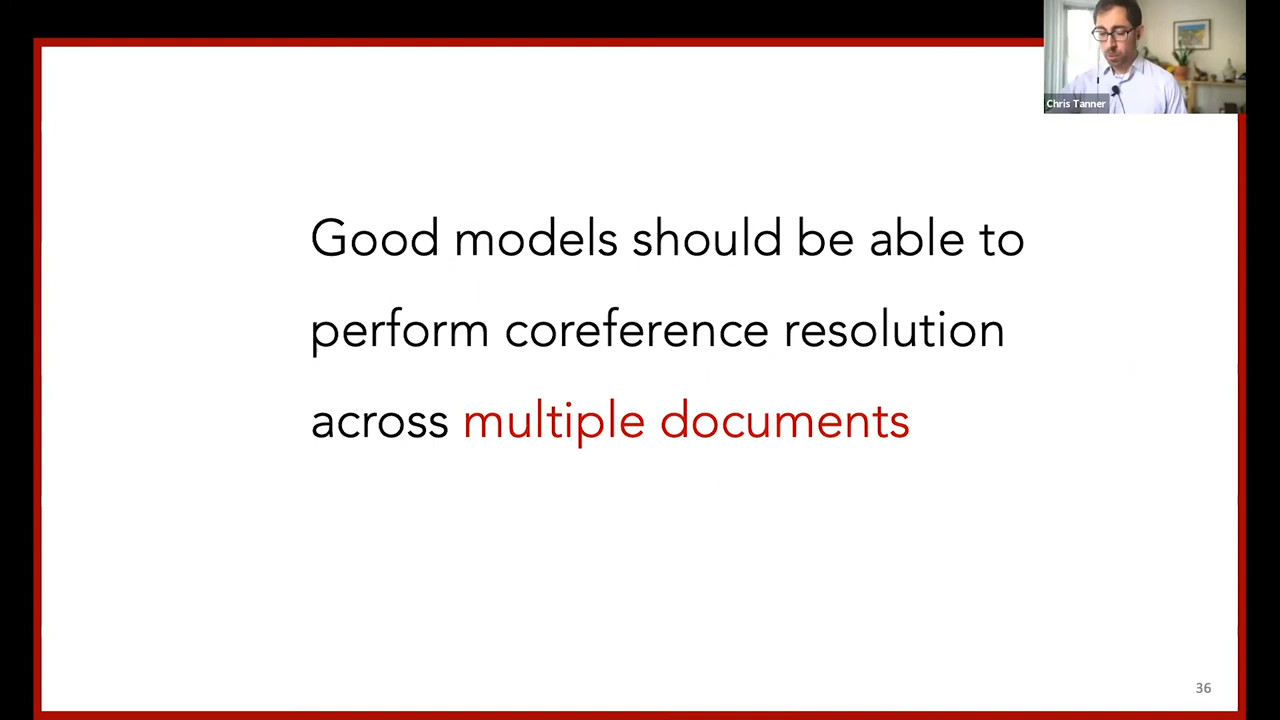 Chris Tanner
Good models should be able to
perform coreference resolution
across multiple documents
36